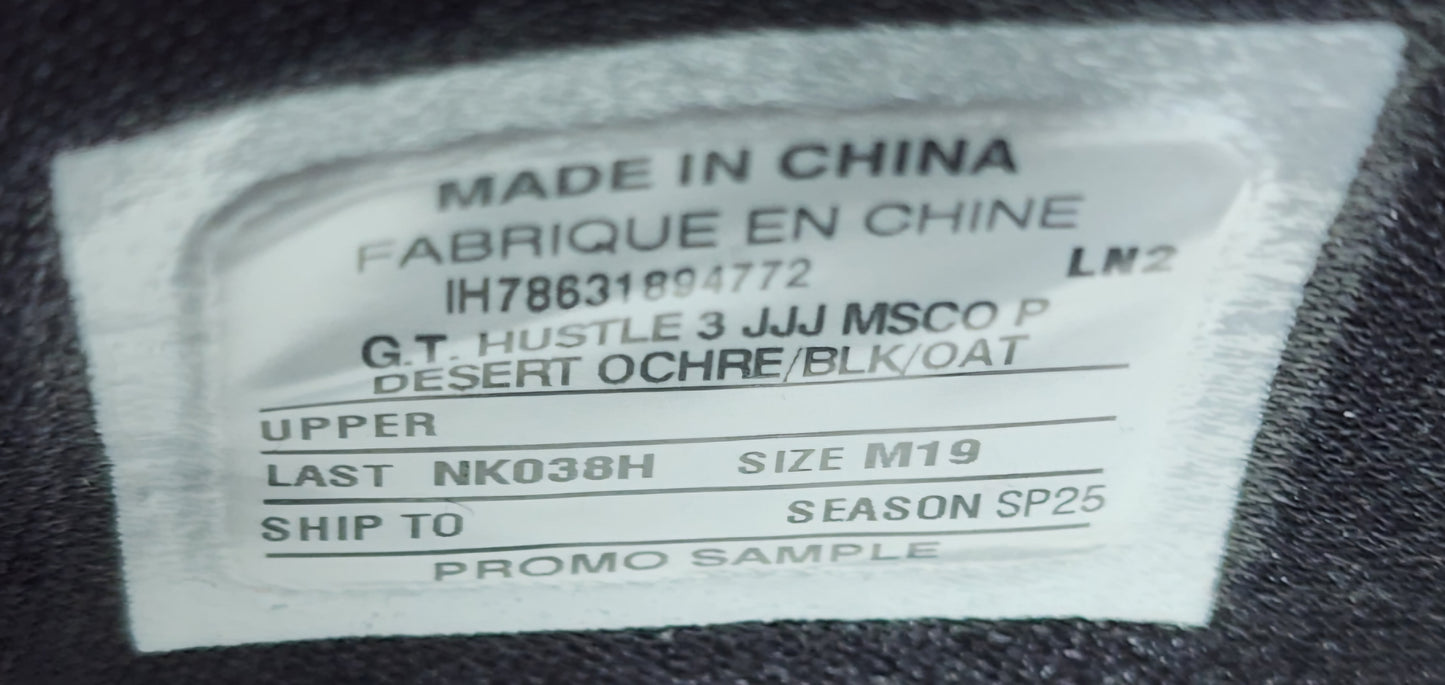 MADE IN CHINA
FABRIQUE EN CHINE
IH78631894772 LN2
G.T. HUSTLE 3 JJJ MSCO P
DESERT OCHRE/BLK/OAT
UPPER
LAST NK038H SIZE M19
SHIP TO SEASON SP25
PROMO SAMPLE